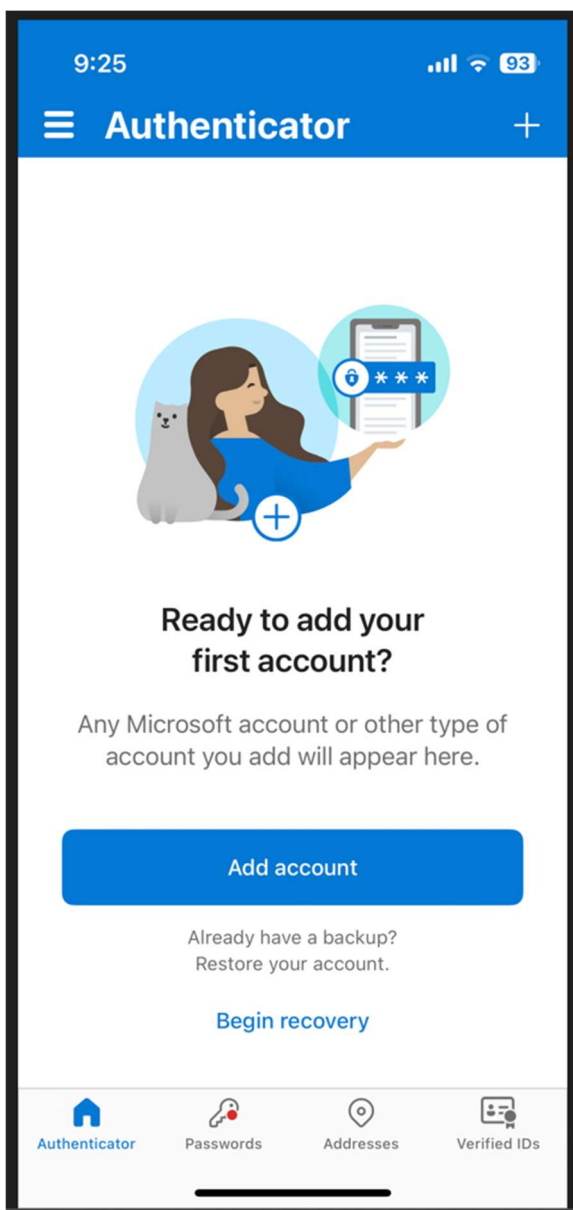 9:25
93
Authenticator
* * *
Ready to add your
first account?
Any Microsoft account or other type of
account you add will appear here.
Add account
Already have a backup?
Restore your account.
Begin recovery
Authenticator Passwords Addresses Verified IDs